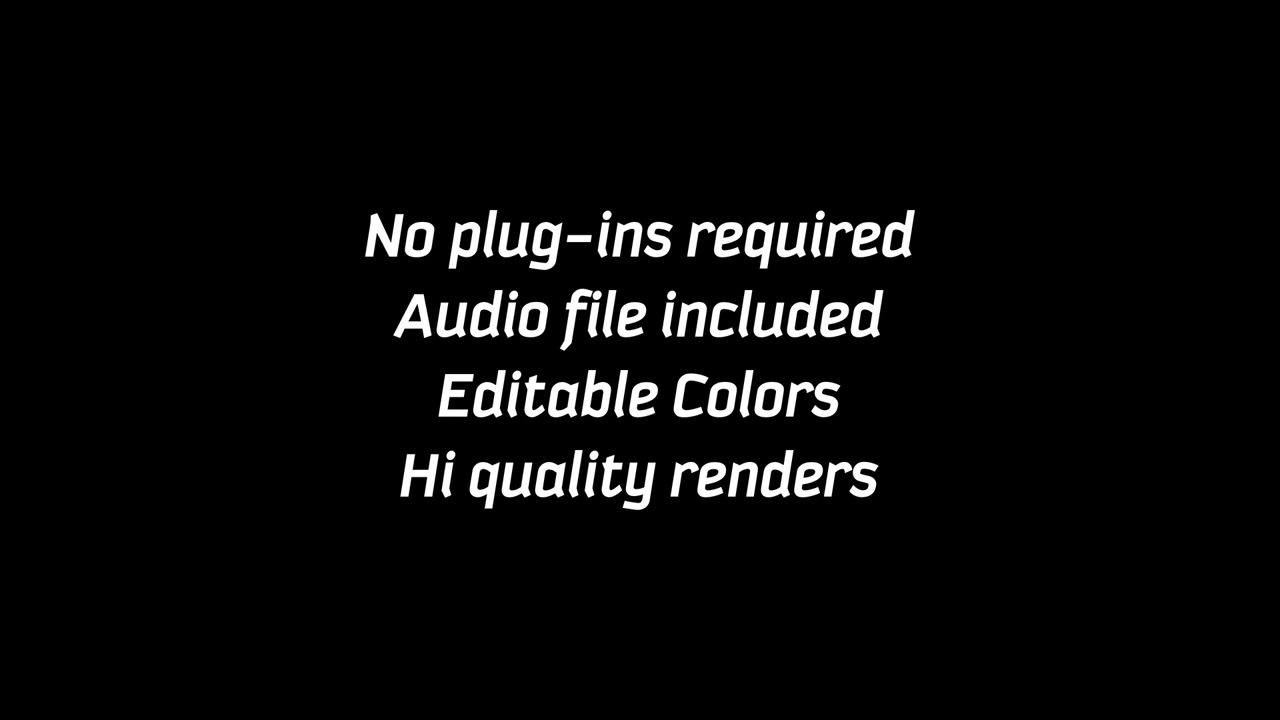 No plug-ins required
Audio file included
Editable Colors
Hi quality renders